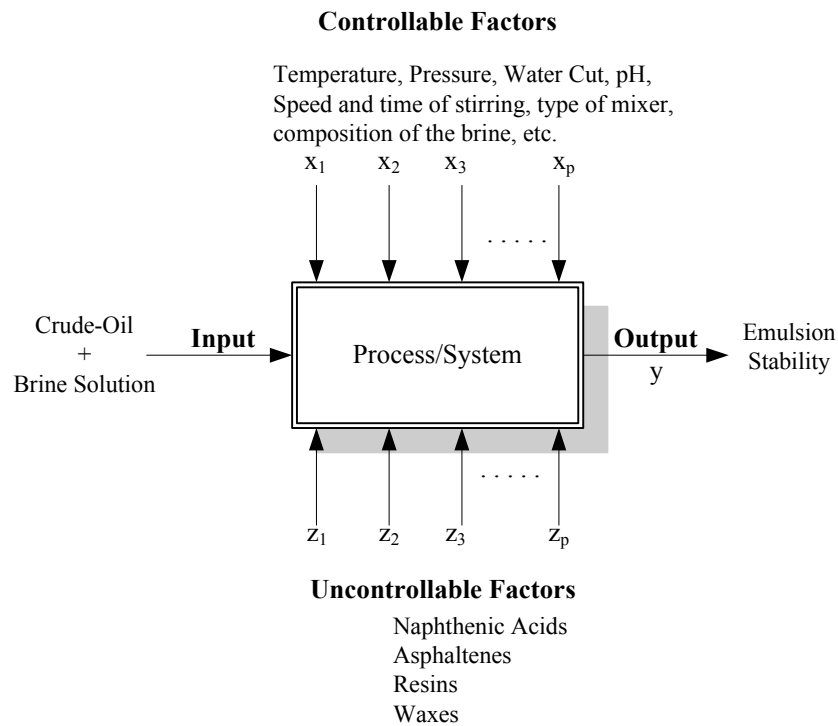 Controllable Factors
Temperature, Pressure, Water Cut, pH,
Speed and time of stirring, type of mixer,
composition of the brine, etc.
x1 x2 x3 xp
. . . . .
Crude-Oil
+
Brine Solution
Input
Process/System
Output
y
Emulsion
Stability
. . . . .
z1 z2 z3 zp
Uncontrollable Factors
Naphthenic Acids
Asphaltenes
Resins
Waxes